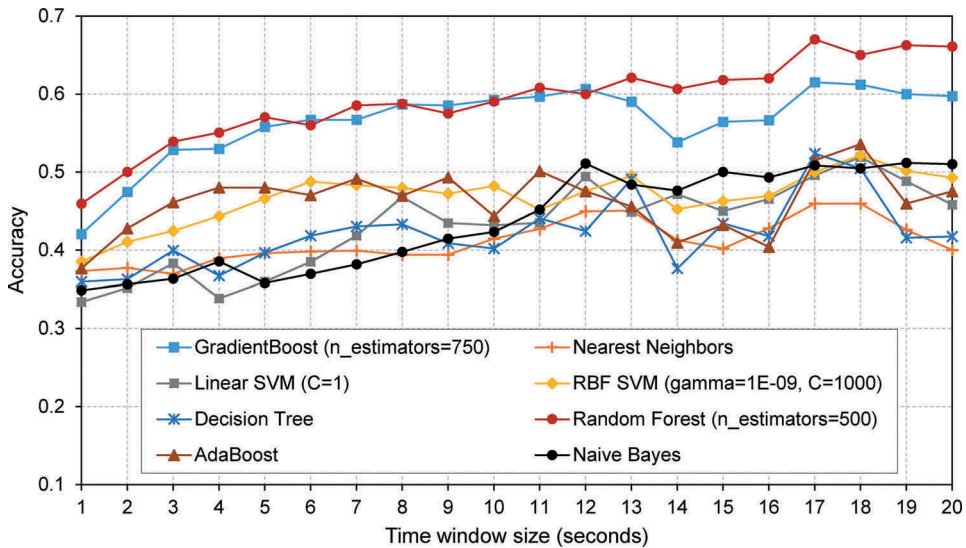 0.7
0.6
0.5
0.4
0.3
0.2
0.1
Accuracy
GradientBoost (n_estimators=750)
Nearest Neighbors
Linear SVM (C=1)
RBF SVM (gamma=1E-09, C=1000)
Decision Tree
Random Forest (n_estimators=500)
AdaBoost
Naive Bayes
1 2 3 4 5 6 7 8 9 10 11 12 13 14 15 16 17 18 19 20
Time window size (seconds)